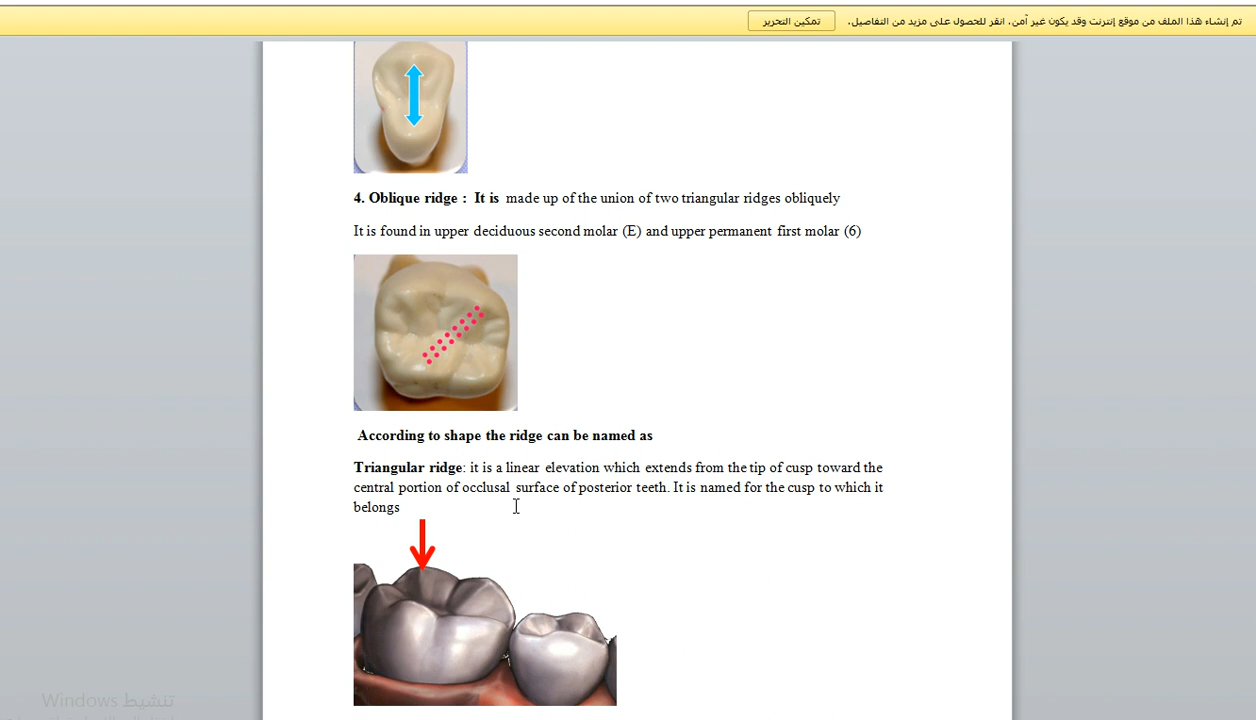 تم إنشاء هذا الملف من موقع إنترنت وقد يكون غير آمن. انقر للحصول على مزيد من التفاصيل.
تمكين التحرير
4. Oblique ridge : It is made up of the union of two triangular ridges obliquely
It is found in upper deciduous second molar (E) and upper permanent first molar (6)
According to shape the ridge can be named as
Triangular ridge: it is a linear elevation which extends from the tip of cusp toward the
central portion of occlusal surface of posterior teeth. It is named for the cusp to which it
belongs
تنشيط Windows